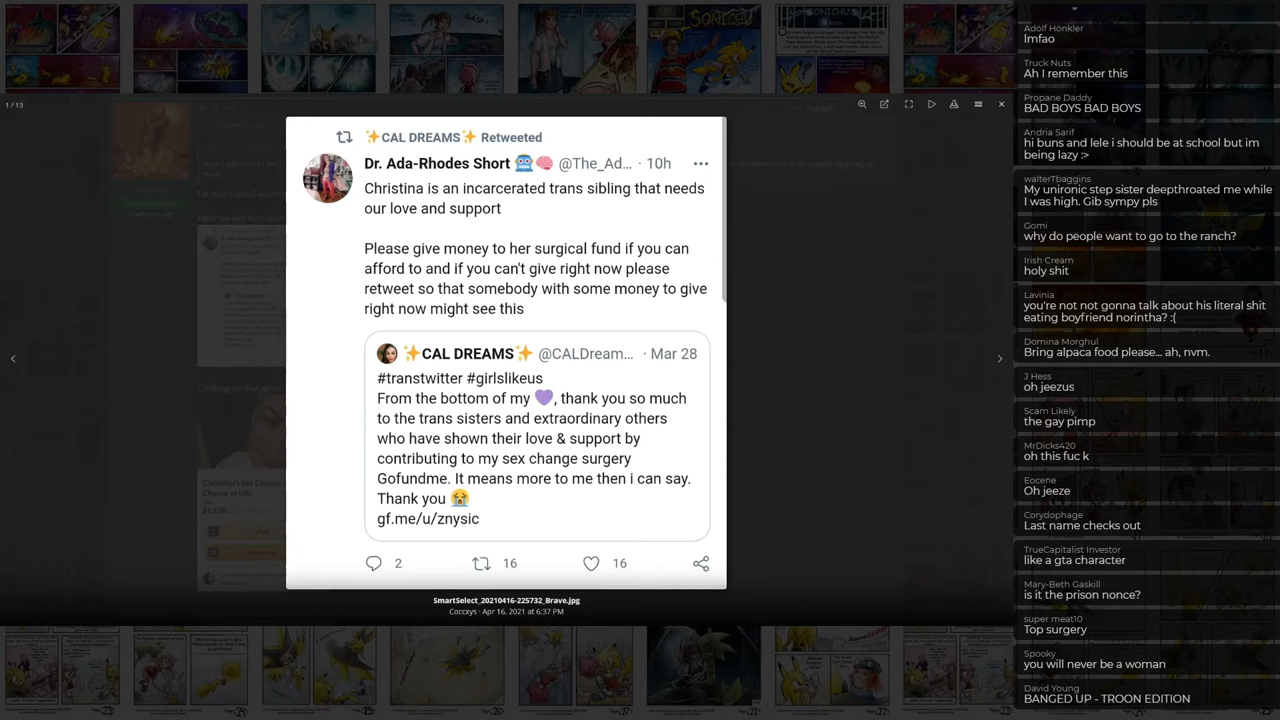 SONICHU
1 / 13
✨CAL DREAMS✨ Retweeted
Dr. Ada-Rhodes Short 🤖🧠 @The_Ad... · 10h
Christina is an incarcerated trans sibling that needs
our love and support
Please give money to her surgical fund if you can
afford to and if you can't give right now please
retweet so that somebody with some money to give
right now might see this
✨CAL DREAMS✨ @CALDream... · Mar 28
#transtwitter #girlslikeus
From the bottom of my 💜, thank you so much
to the trans sisters and extraordinary others
who have shown their love & support by
contributing to my sex change surgery
Gofundme. It means more to me then i can say.
Thank you 😭
gf.me/u/znysic
2 16 16
SmartSelect_20210416-225732_Brave.jpg
Coccxys · Apr 16, 2021 at 6:37 PM
Adolf Hönkler
lmfao
Truck Nuts
Ah I remember this
Propane Daddy
BAD BOYS BAD BOYS
Andria Sarif
hi buns and lele i should be at school but im
being lazy :>
walterTbaggins
My unironic step sister deepthroated me while
I was high. Gib sympy pls
Gomi
why do people want to go to the ranch?
Irish Cream
holy shit
Lavinia
you're not not gonna talk about his literal shit
eating boyfriend norintha? :(
Domina Morghul
Bring alpaca food please... ah, nvm.
J Hess
oh jeezus
Scam Likely
the gay pimp
MrDicks420
oh this fuc k
Eocene
Oh jeeze
Corydophage
Last name checks out
TrueCapitalist Investor
like a gta character
Mary-Beth Gaskill
is it the prison nonce?
super meat10
Top surgery
Spooky
you will never be a woman
David Young
BANGED UP - TROON EDITION